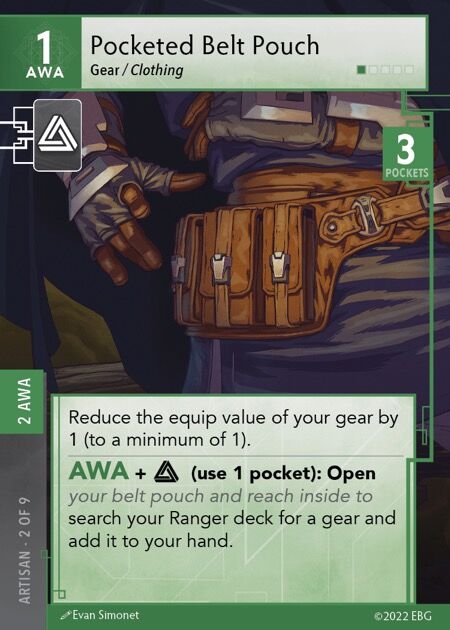 1
AWA
Pocketed Belt Pouch
Gear / Clothing
3
POCKETS
2 AWA
ARTISAN - 2 OF 9
Reduce the equip value of your gear by
1 (to a minimum of 1).
AWA + (use 1 pocket): Open
your belt pouch and reach inside to
search your Ranger deck for a gear and
add it to your hand.
Evan Simonet
©2022 EBG